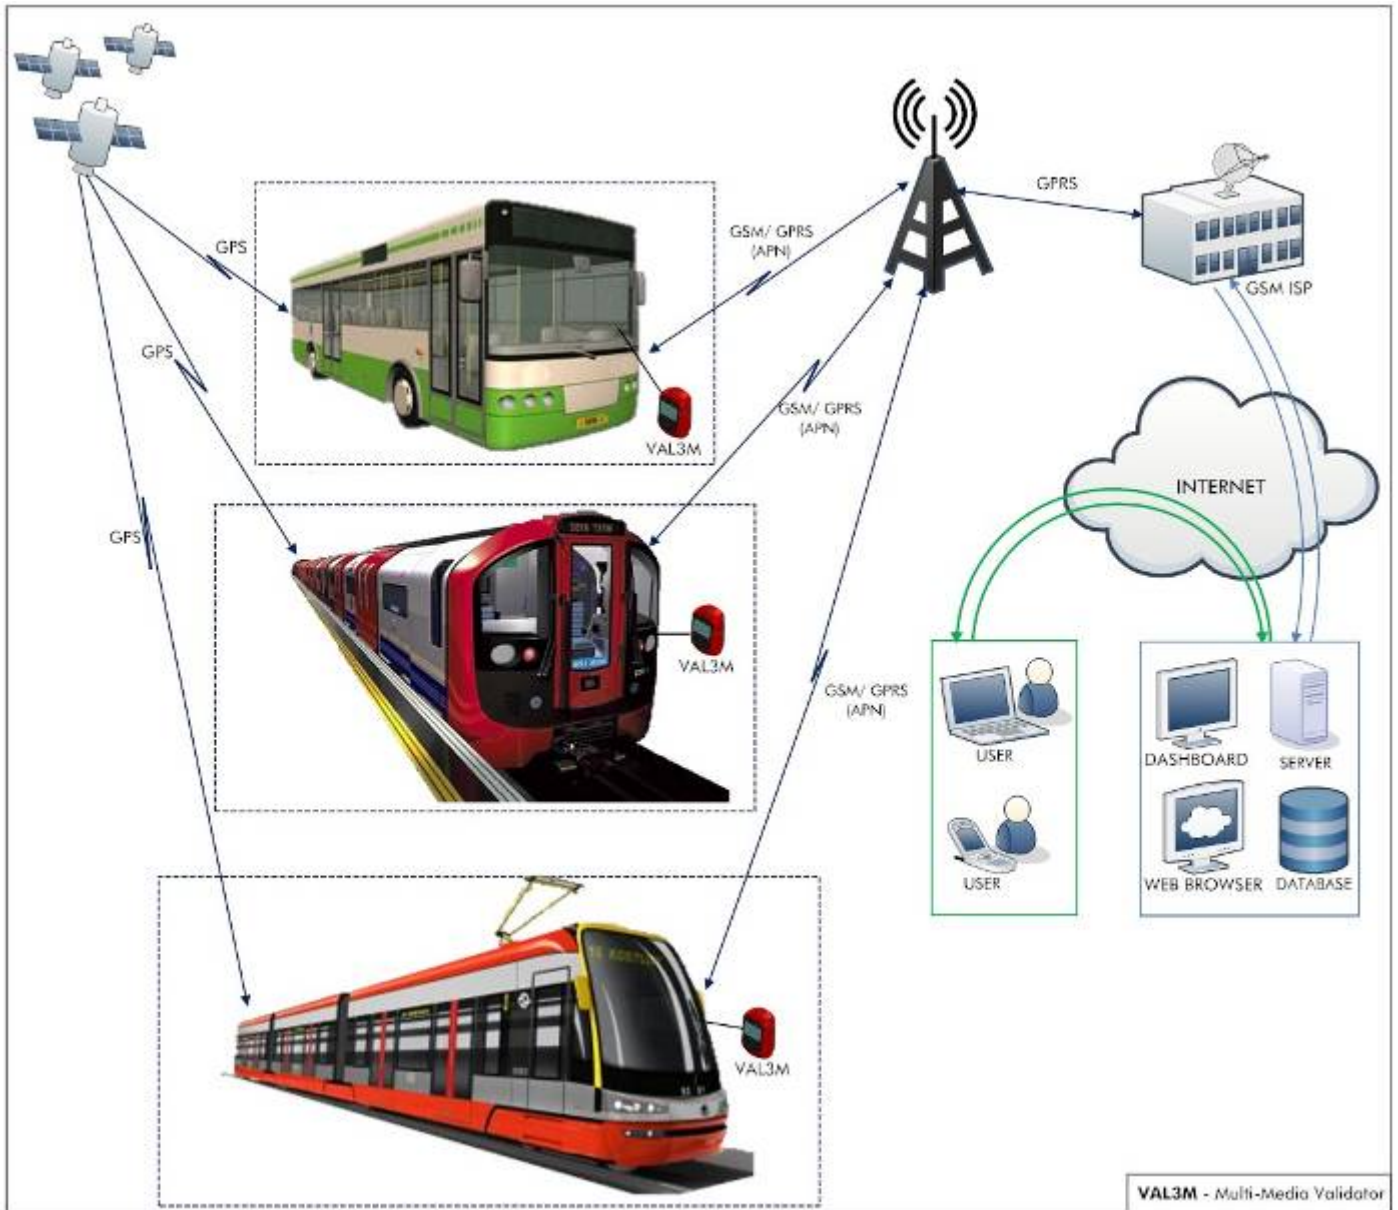 GPS
GSM/ GPRS
(APN)
GPRS
GSM ISP
VAL3M
GPS
GSM/ GPRS
(APN)
INTERNET
GPS
VAL3M
GSM/ GPRS
(APN)
USER
DASHBOARD
SERVER
USER
WEB BROWSER
DATABASE
VAL3M
VAL3M - Multi-Media Validator